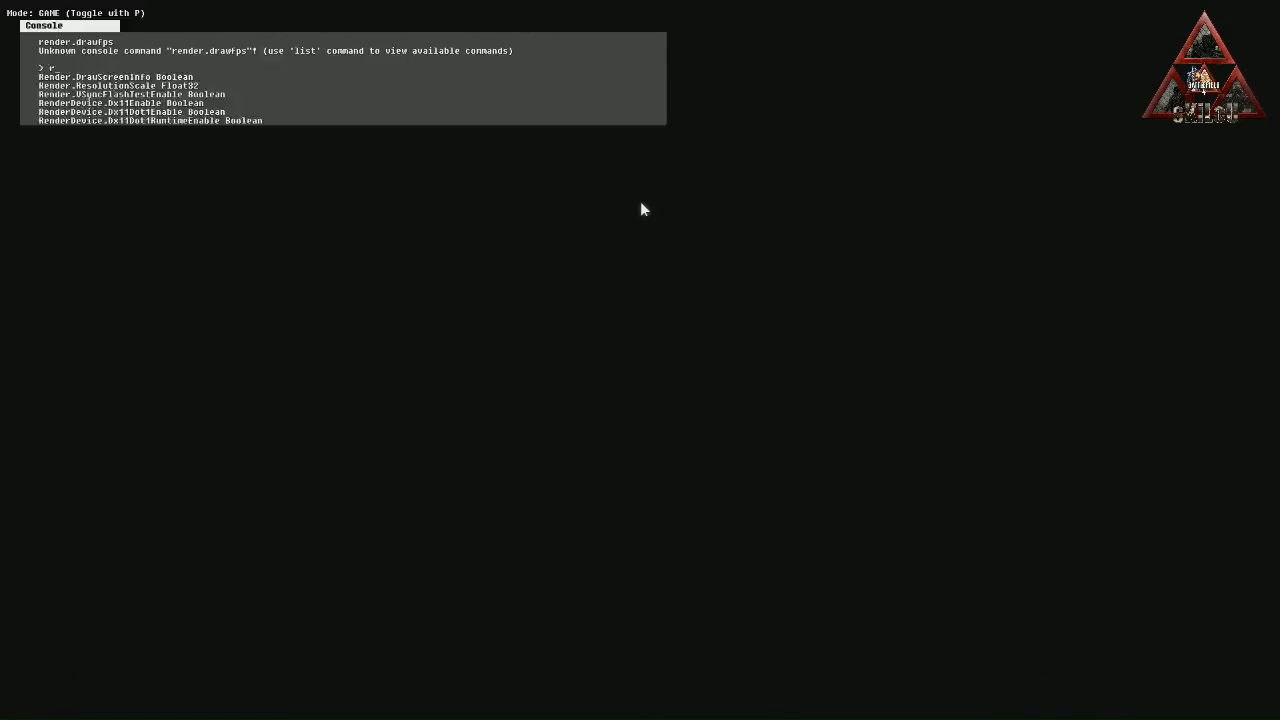 Mode: GAME (Toggle with P)
Console
render.drawfps
Unknown console command "render.drawfps"! (use 'list' command to view available commands)
> r_
Render.DrawScreenInfo Boolean
Render.ResolutionScale Float32
Render.VSyncFlashTestEnable Boolean
RenderDevice.Dx11Enable Boolean
RenderDevice.Dx11Dot1Enable Boolean
RenderDevice.Dx11Dot1RuntimeEnable Boolean
BATTLEFIELD